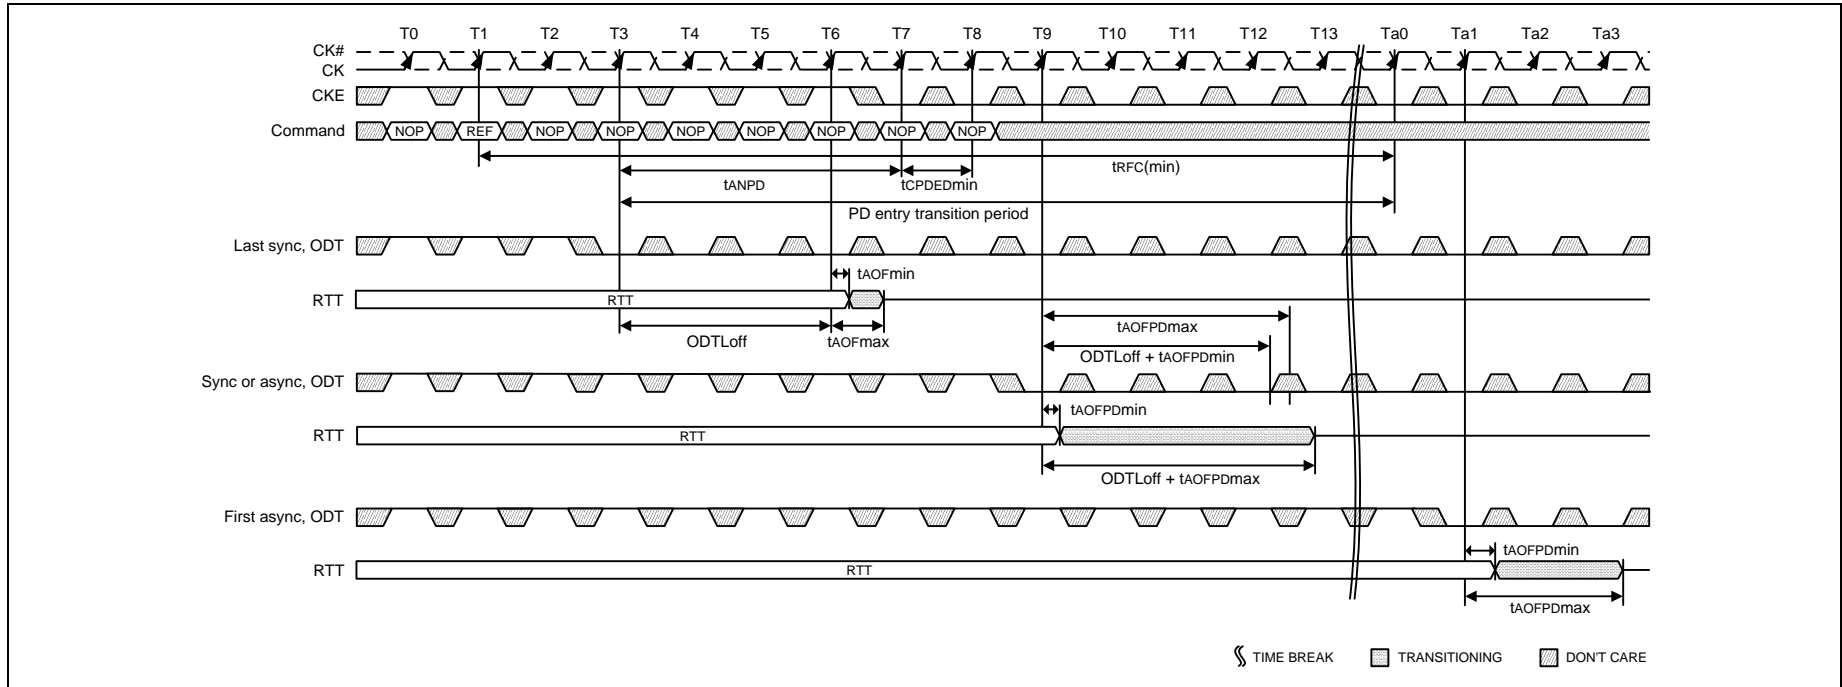 T0 T1 T2 T3 T4 T5 T6 T7 T8 T9 T10 T11 T12 T13 Ta0 Ta1 Ta2 Ta3
CK#
CK
CKE
Command NOP REF NOP NOP NOP NOP NOP NOP NOP
tRFC(min)
tANPD tCPDEDmin
PD entry transition period
Last sync, ODT
tAOFmin
RTT RTT
tAOFPDmax
ODTLoff tAOFmax
ODTLoff + tAOFPDmin
Sync or async, ODT
tAOFPDmin
RTT RTT
ODTLoff + tAOFPDmax
First async, ODT
tAOFPDmin
RTT RTT
tAOFPDmax
TIME BREAK TRANSITIONING DON'T CARE